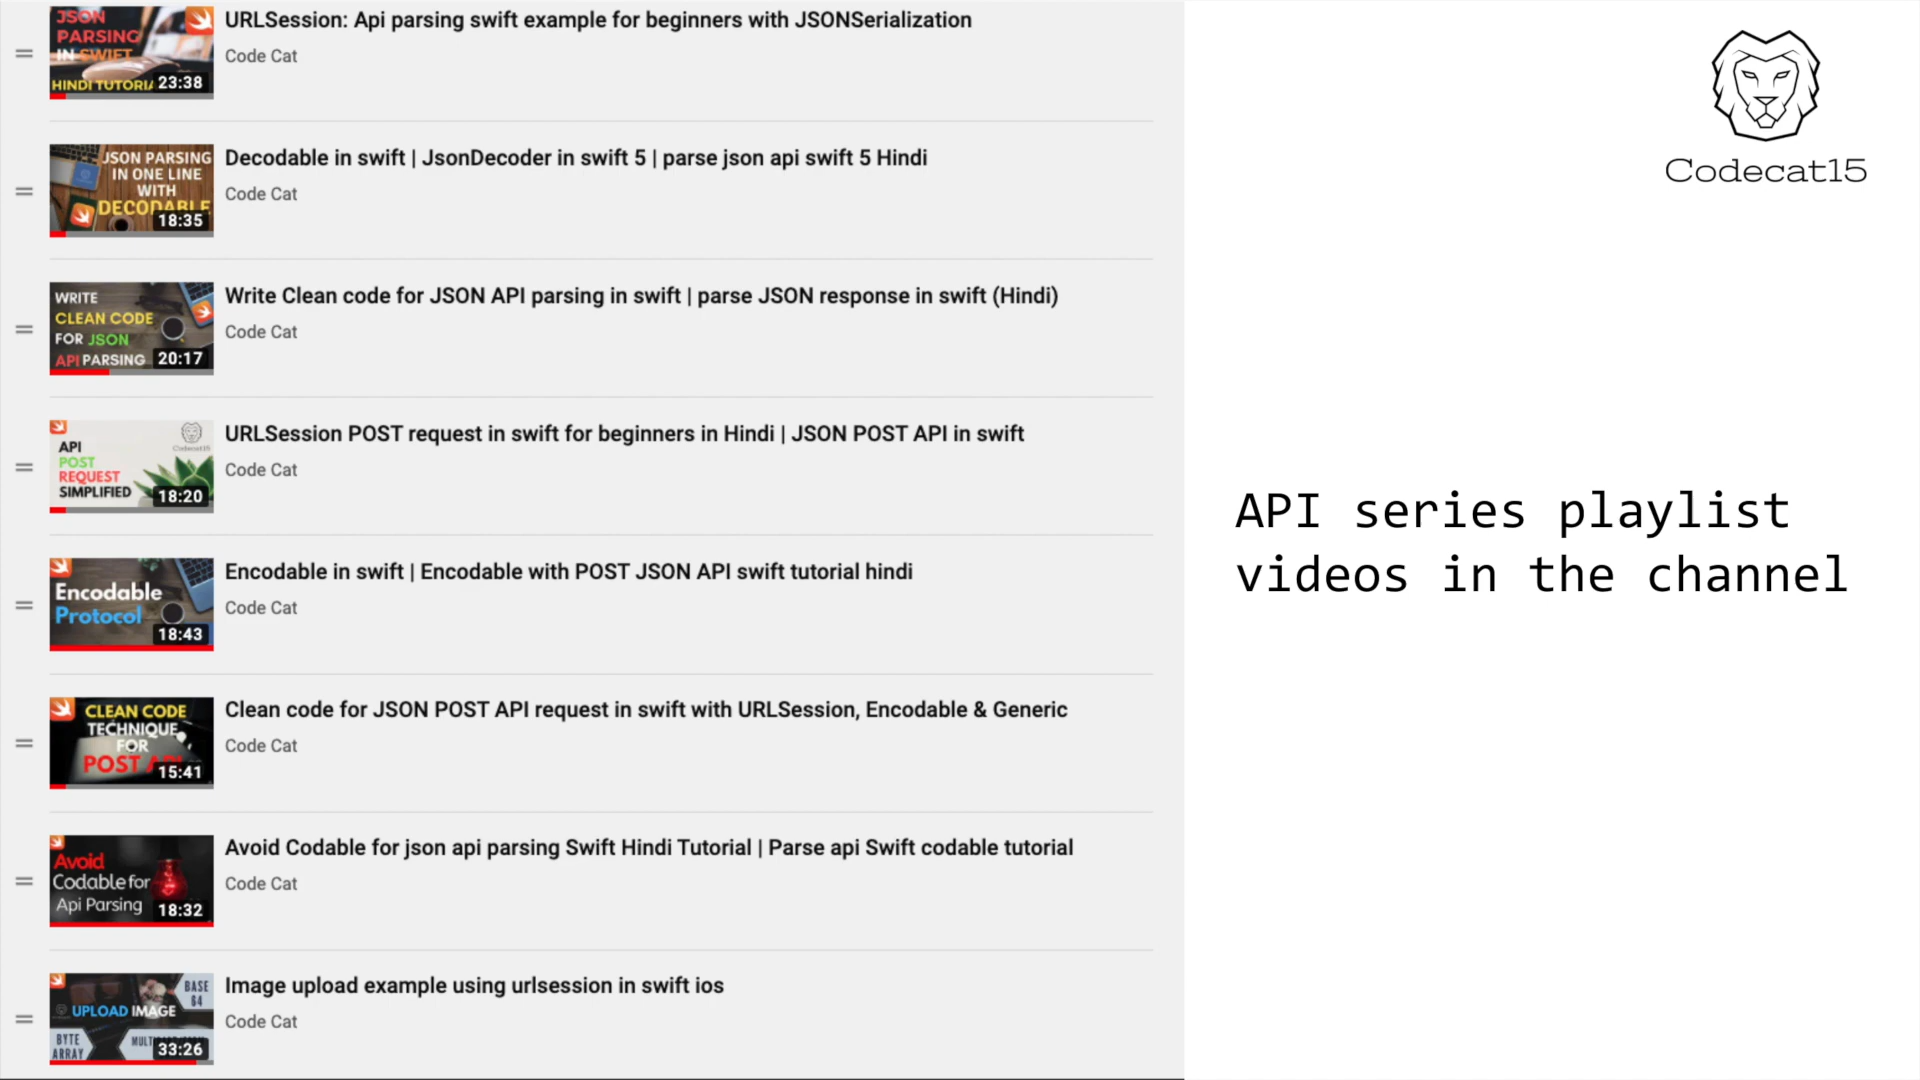 JSON
PARSING
IN SWIFT
HINDI TUTORIA
23:38
URLSession: Api parsing swift example for beginners with JSONSerialization
Code Cat
JSON PARSING
IN ONE LINE
WITH
DECODABLE
18:35
Decodable in swift | JsonDecoder in swift 5 | parse json api swift 5 Hindi
Code Cat
WRITE
CLEAN CODE
FOR JSON
API PARSING
20:17
Write Clean code for JSON API parsing in swift | parse JSON response in swift (Hindi)
Code Cat
API
POST
REQUEST
SIMPLIFIED
Codecat15
18:20
URLSession POST request in swift for beginners in Hindi | JSON POST API in swift
Code Cat
Encodable
Protocol
18:43
Encodable in swift | Encodable with POST JSON API swift tutorial hindi
Code Cat
CLEAN CODE
TECHNIQUE
FOR
POST
15:41
Clean code for JSON POST API request in swift with URLSession, Encodable & Generic
Code Cat
Avoid
Codable for
Api Parsing
18:32
Avoid Codable for json api parsing Swift Hindi Tutorial | Parse api Swift codable tutorial
Code Cat
BASE
64
UPLOAD IMAGE
BYTE
ARRAY
33:26
Image upload example using urlsession in swift ios
Code Cat
Codecat15
API series playlist
videos in the channel